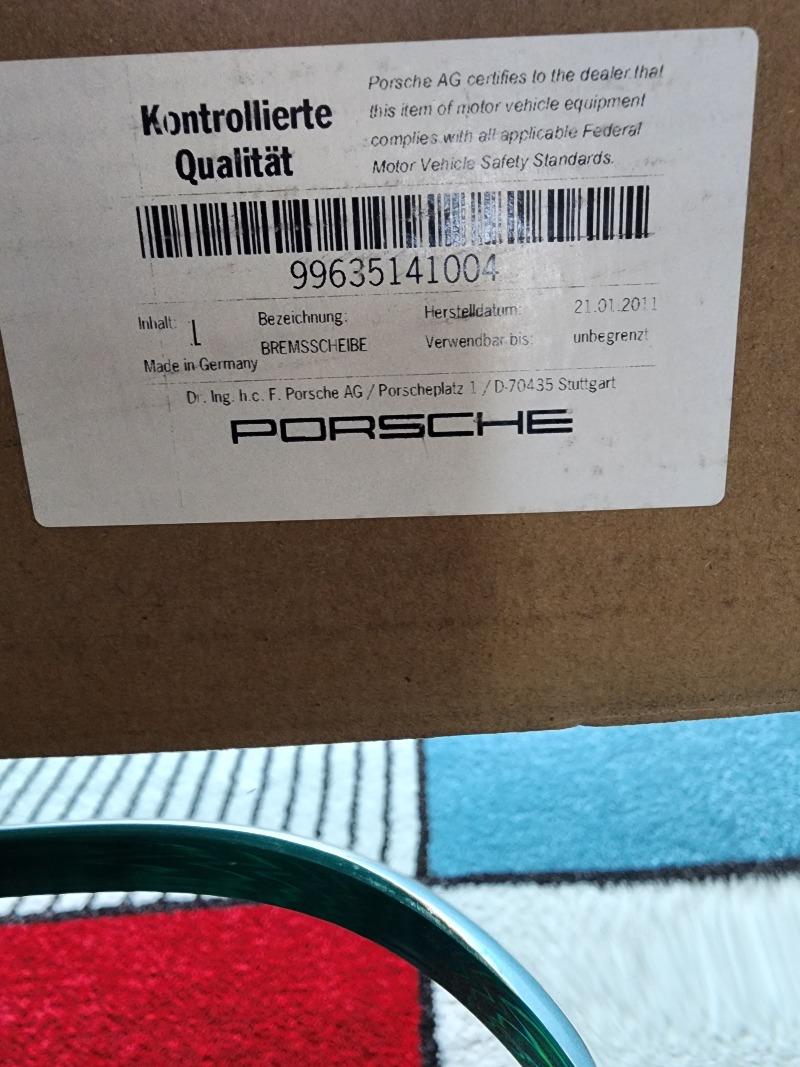 Kontrollierte
Qualität
Porsche AG certifies to the dealer that
this item of motor vehicle equipment
complies with all applicable Federal
Motor Vehicle Safety Standards.
99635141004
Inhalt:
Bezeichnung:
Herstelldatum: 21.01.2011
BREMSSCHEIBE
Verwendbar bis: unbegrenzt
Made in Germany
Dr. Ing. h.c. F. Porsche AG / Porscheplatz 1 / D-70435 Stuttgart
PORSCHE